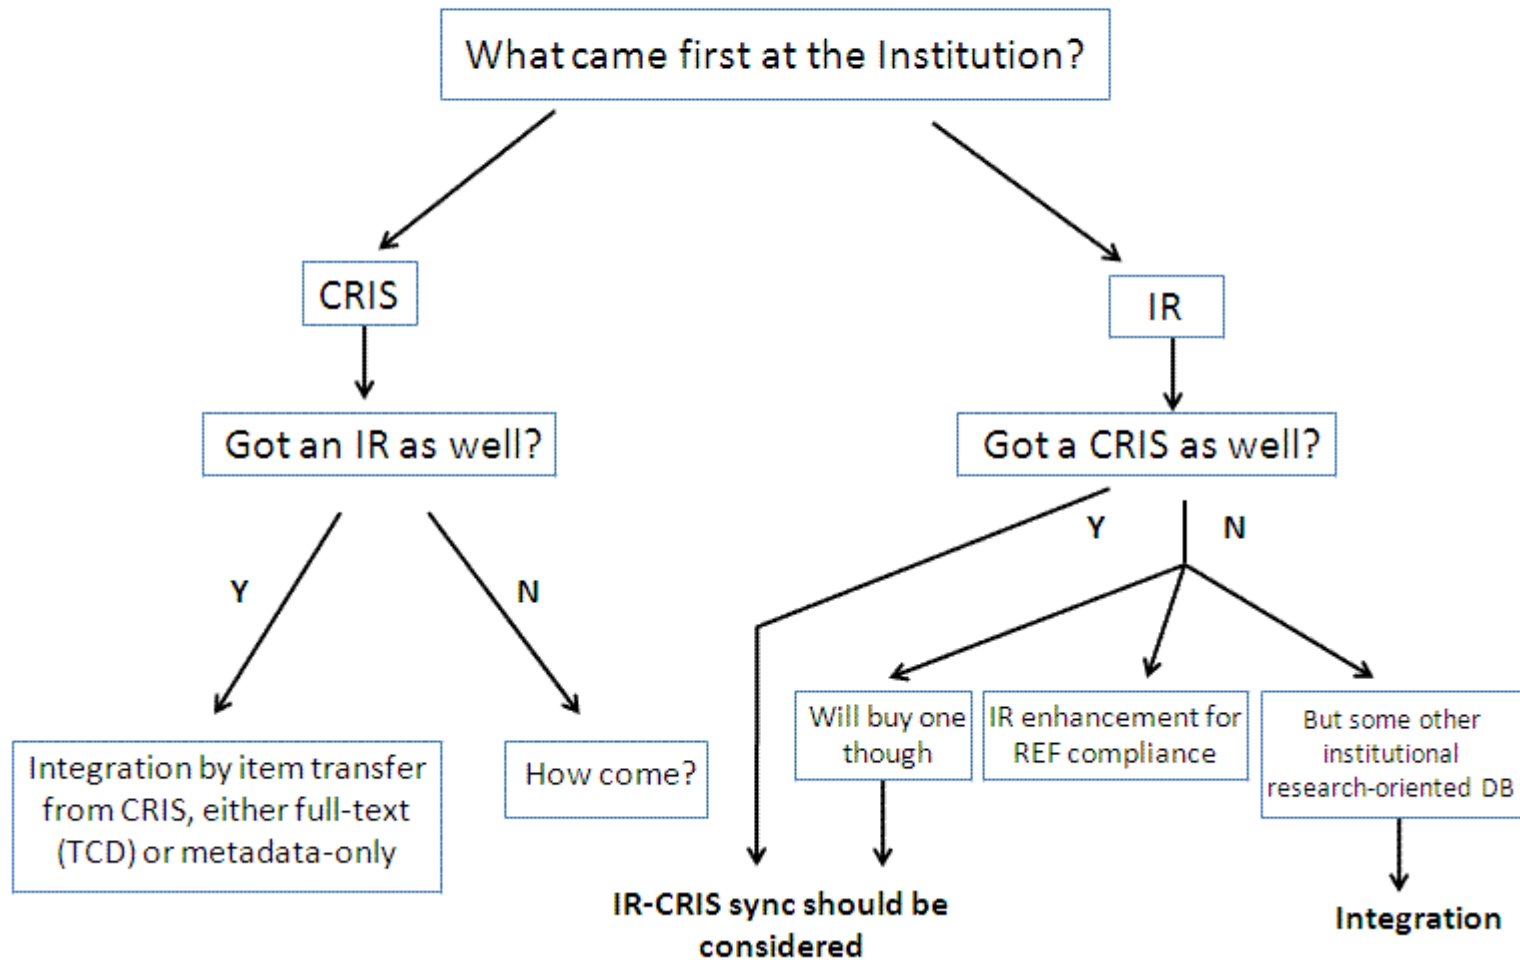 What came first at the Institution?
CRIS
IR
Got an IR as well?
Got a CRIS as well?
Y
N
Y
N
Integration by item transfer
from CRIS, either full-text
(TCD) or metadata-only
How come?
Will buy one
though
IR enhancement for
REF compliance
But some other
institutional
research-oriented DB
IR-CRIS sync should be
considered
Integration